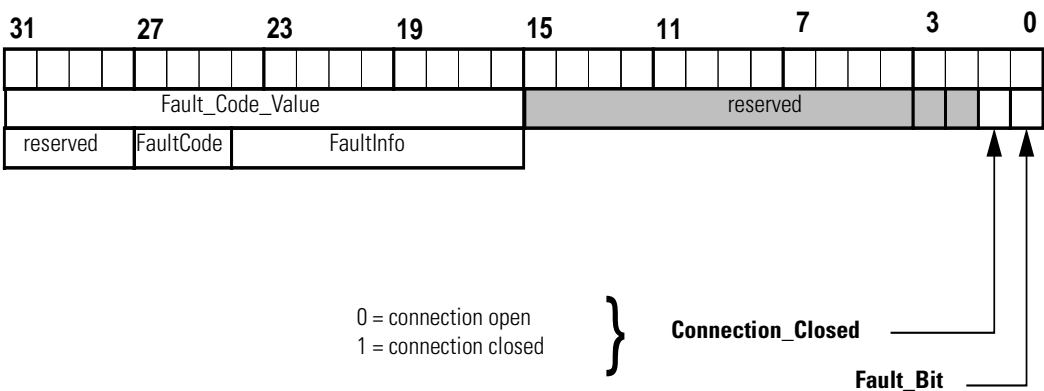 31 27 23 19 15 11 7 3 0
Fault_Code_Value reserved
reserved FaultCode FaultInfo
0 = connection open
1 = connection closed
} Connection_Closed
Fault_Bit